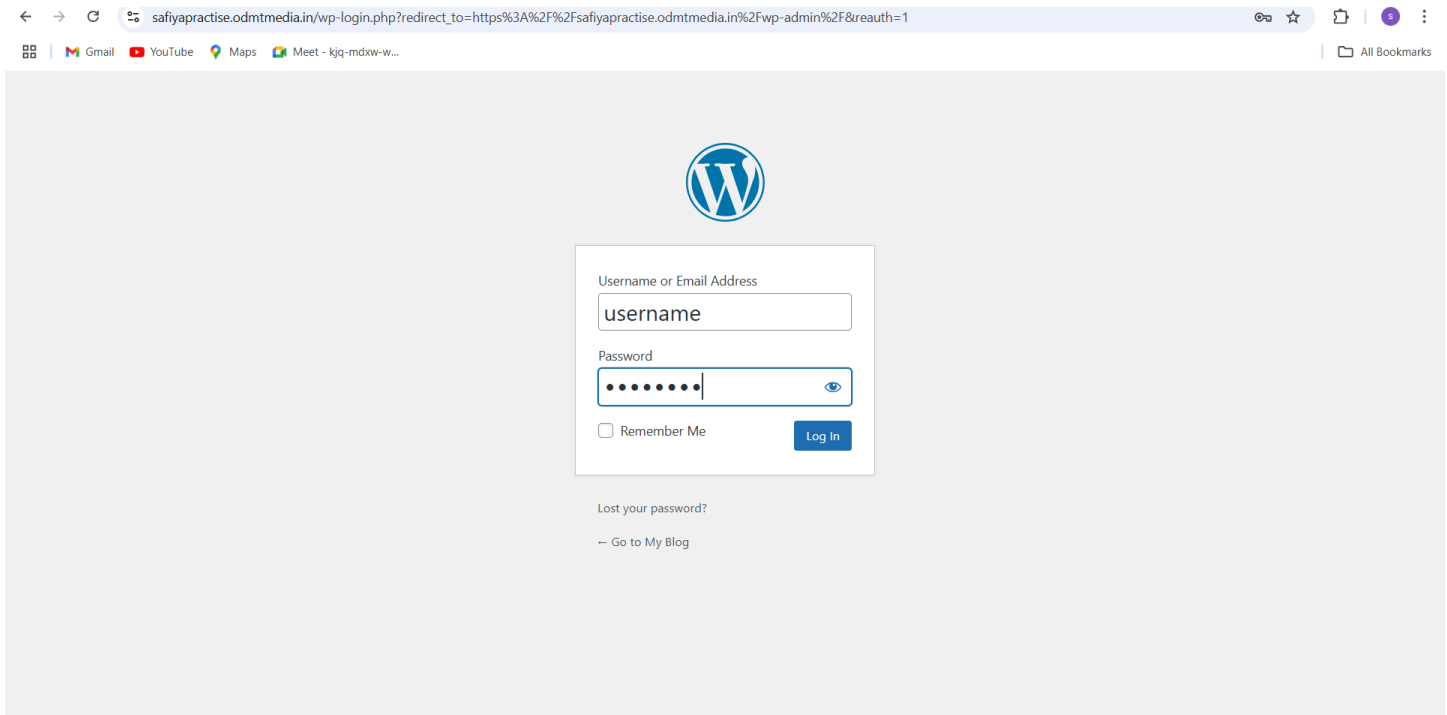 safiyapractise.odmtmedia.in/wp-login.php?redirect_to=https%3A%2F%2Fsafiyapractise.odmtmedia.in%2Fwp-admin%2F&reauth=1
S
Gmail YouTube Maps Meet - kjq-mdxw-w... All Bookmarks
W
Username or Email Address
username
Password
••••••••
Remember Me Log In
Lost your password?
← Go to My Blog